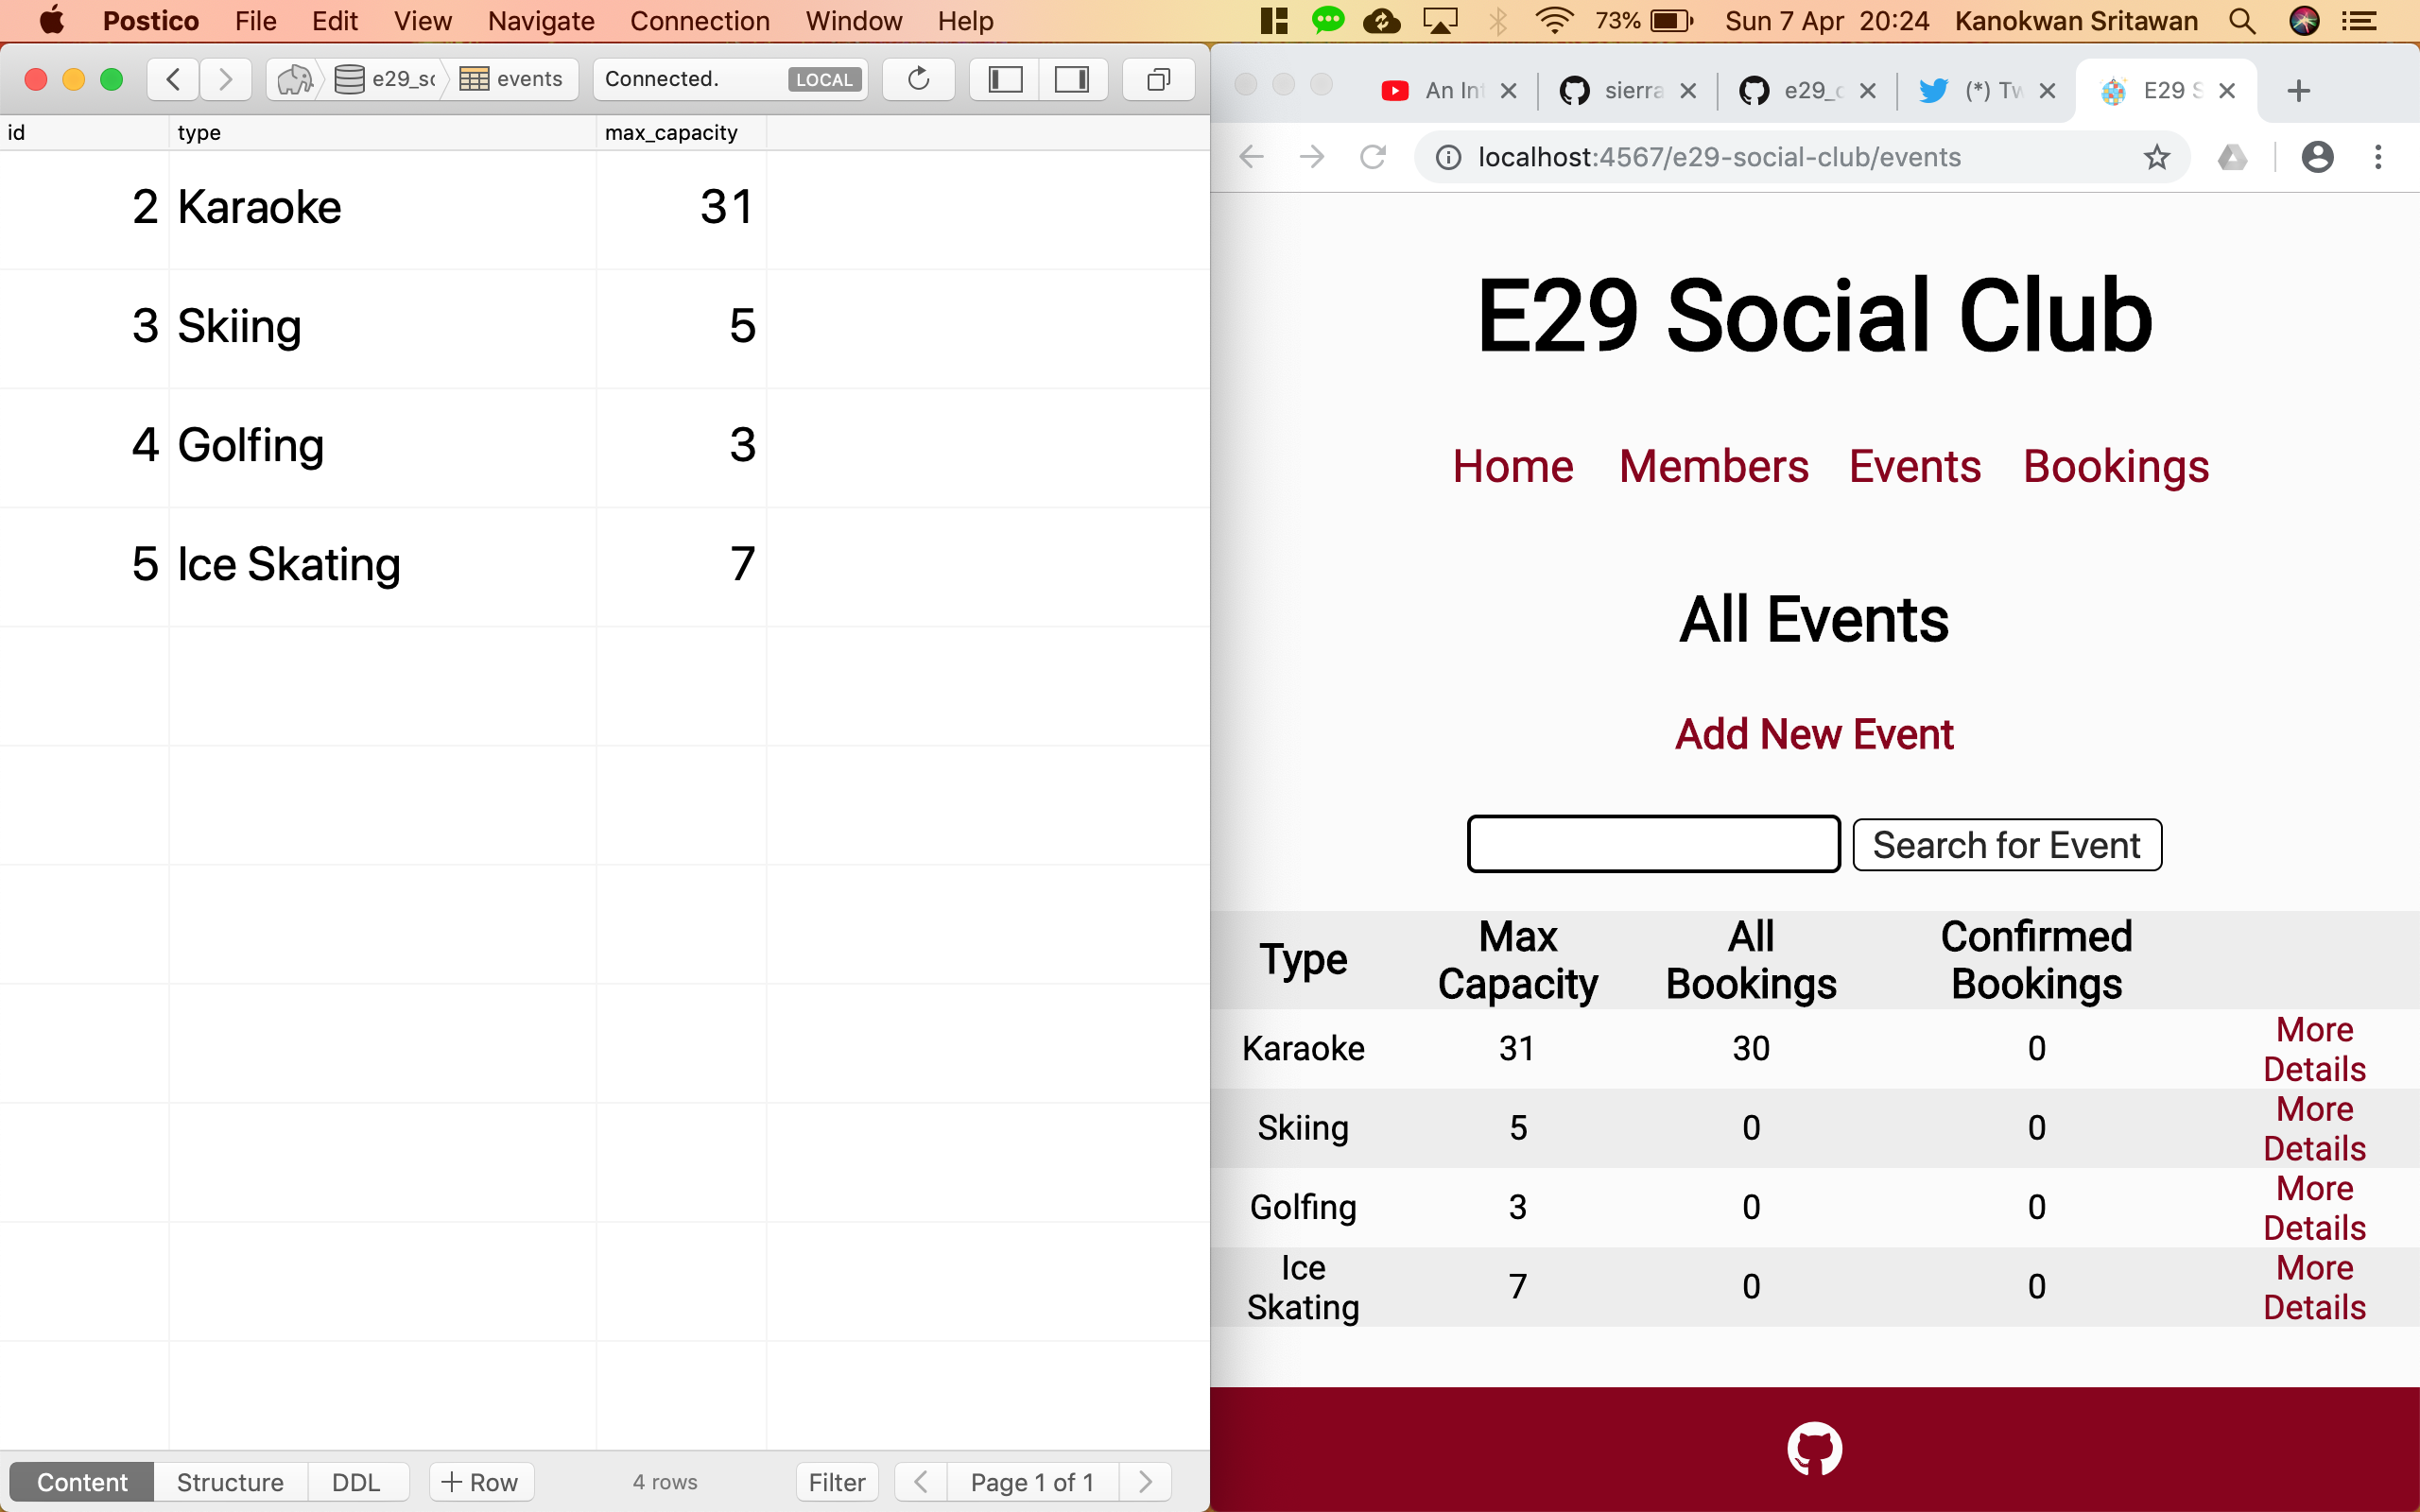 Postico File Edit View Navigate Connection Window Help 73% Sun 7 Apr 20:24 Kanokwan Sritawan
e29_sc events Connected. LOCAL
id type max_capacity
2 Karaoke 31
3 Skiing 5
4 Golfing 3
5 Ice Skating 7
Content Structure DDL + Row 4 rows Filter Page 1 of 1
An Int sierra e29_c (*) Tw E29 S
localhost:4567/e29-social-club/events
E29 Social Club
Home Members Events Bookings
All Events
Add New Event
Search for Event
Type Max Capacity All Bookings Confirmed Bookings
Karaoke 31 30 0 More Details
Skiing 5 0 0 More Details
Golfing 3 0 0 More Details
Ice Skating 7 0 0 More Details